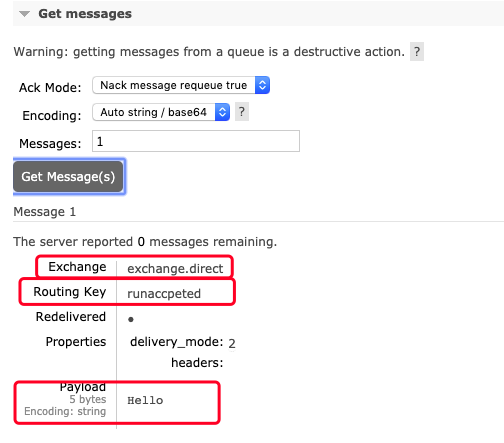 Get messages
Warning: getting messages from a queue is a destructive action. ?
Ack Mode: Nack message requeue true
Encoding: Auto string / base64 ?
Messages: 1
Get Message(s)
Message 1
The server reported 0 messages remaining.
Exchange exchange.direct
Routing Key runaccpeted
Redelivered ●
Properties delivery_mode: 2
headers:
Payload
5 bytes
Encoding: string
Hello